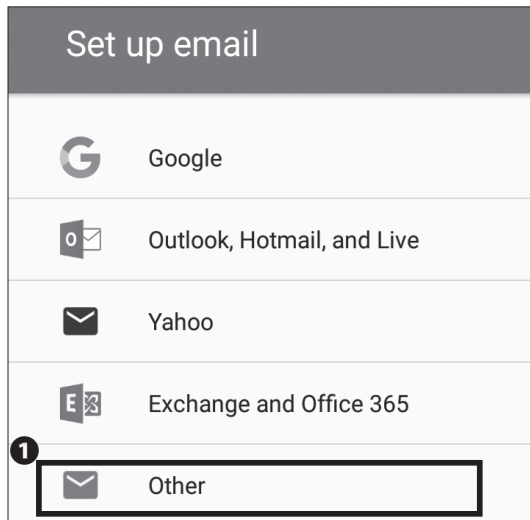 Set up email
Google
Outlook, Hotmail, and Live
Yahoo
Exchange and Office 365
1
Other